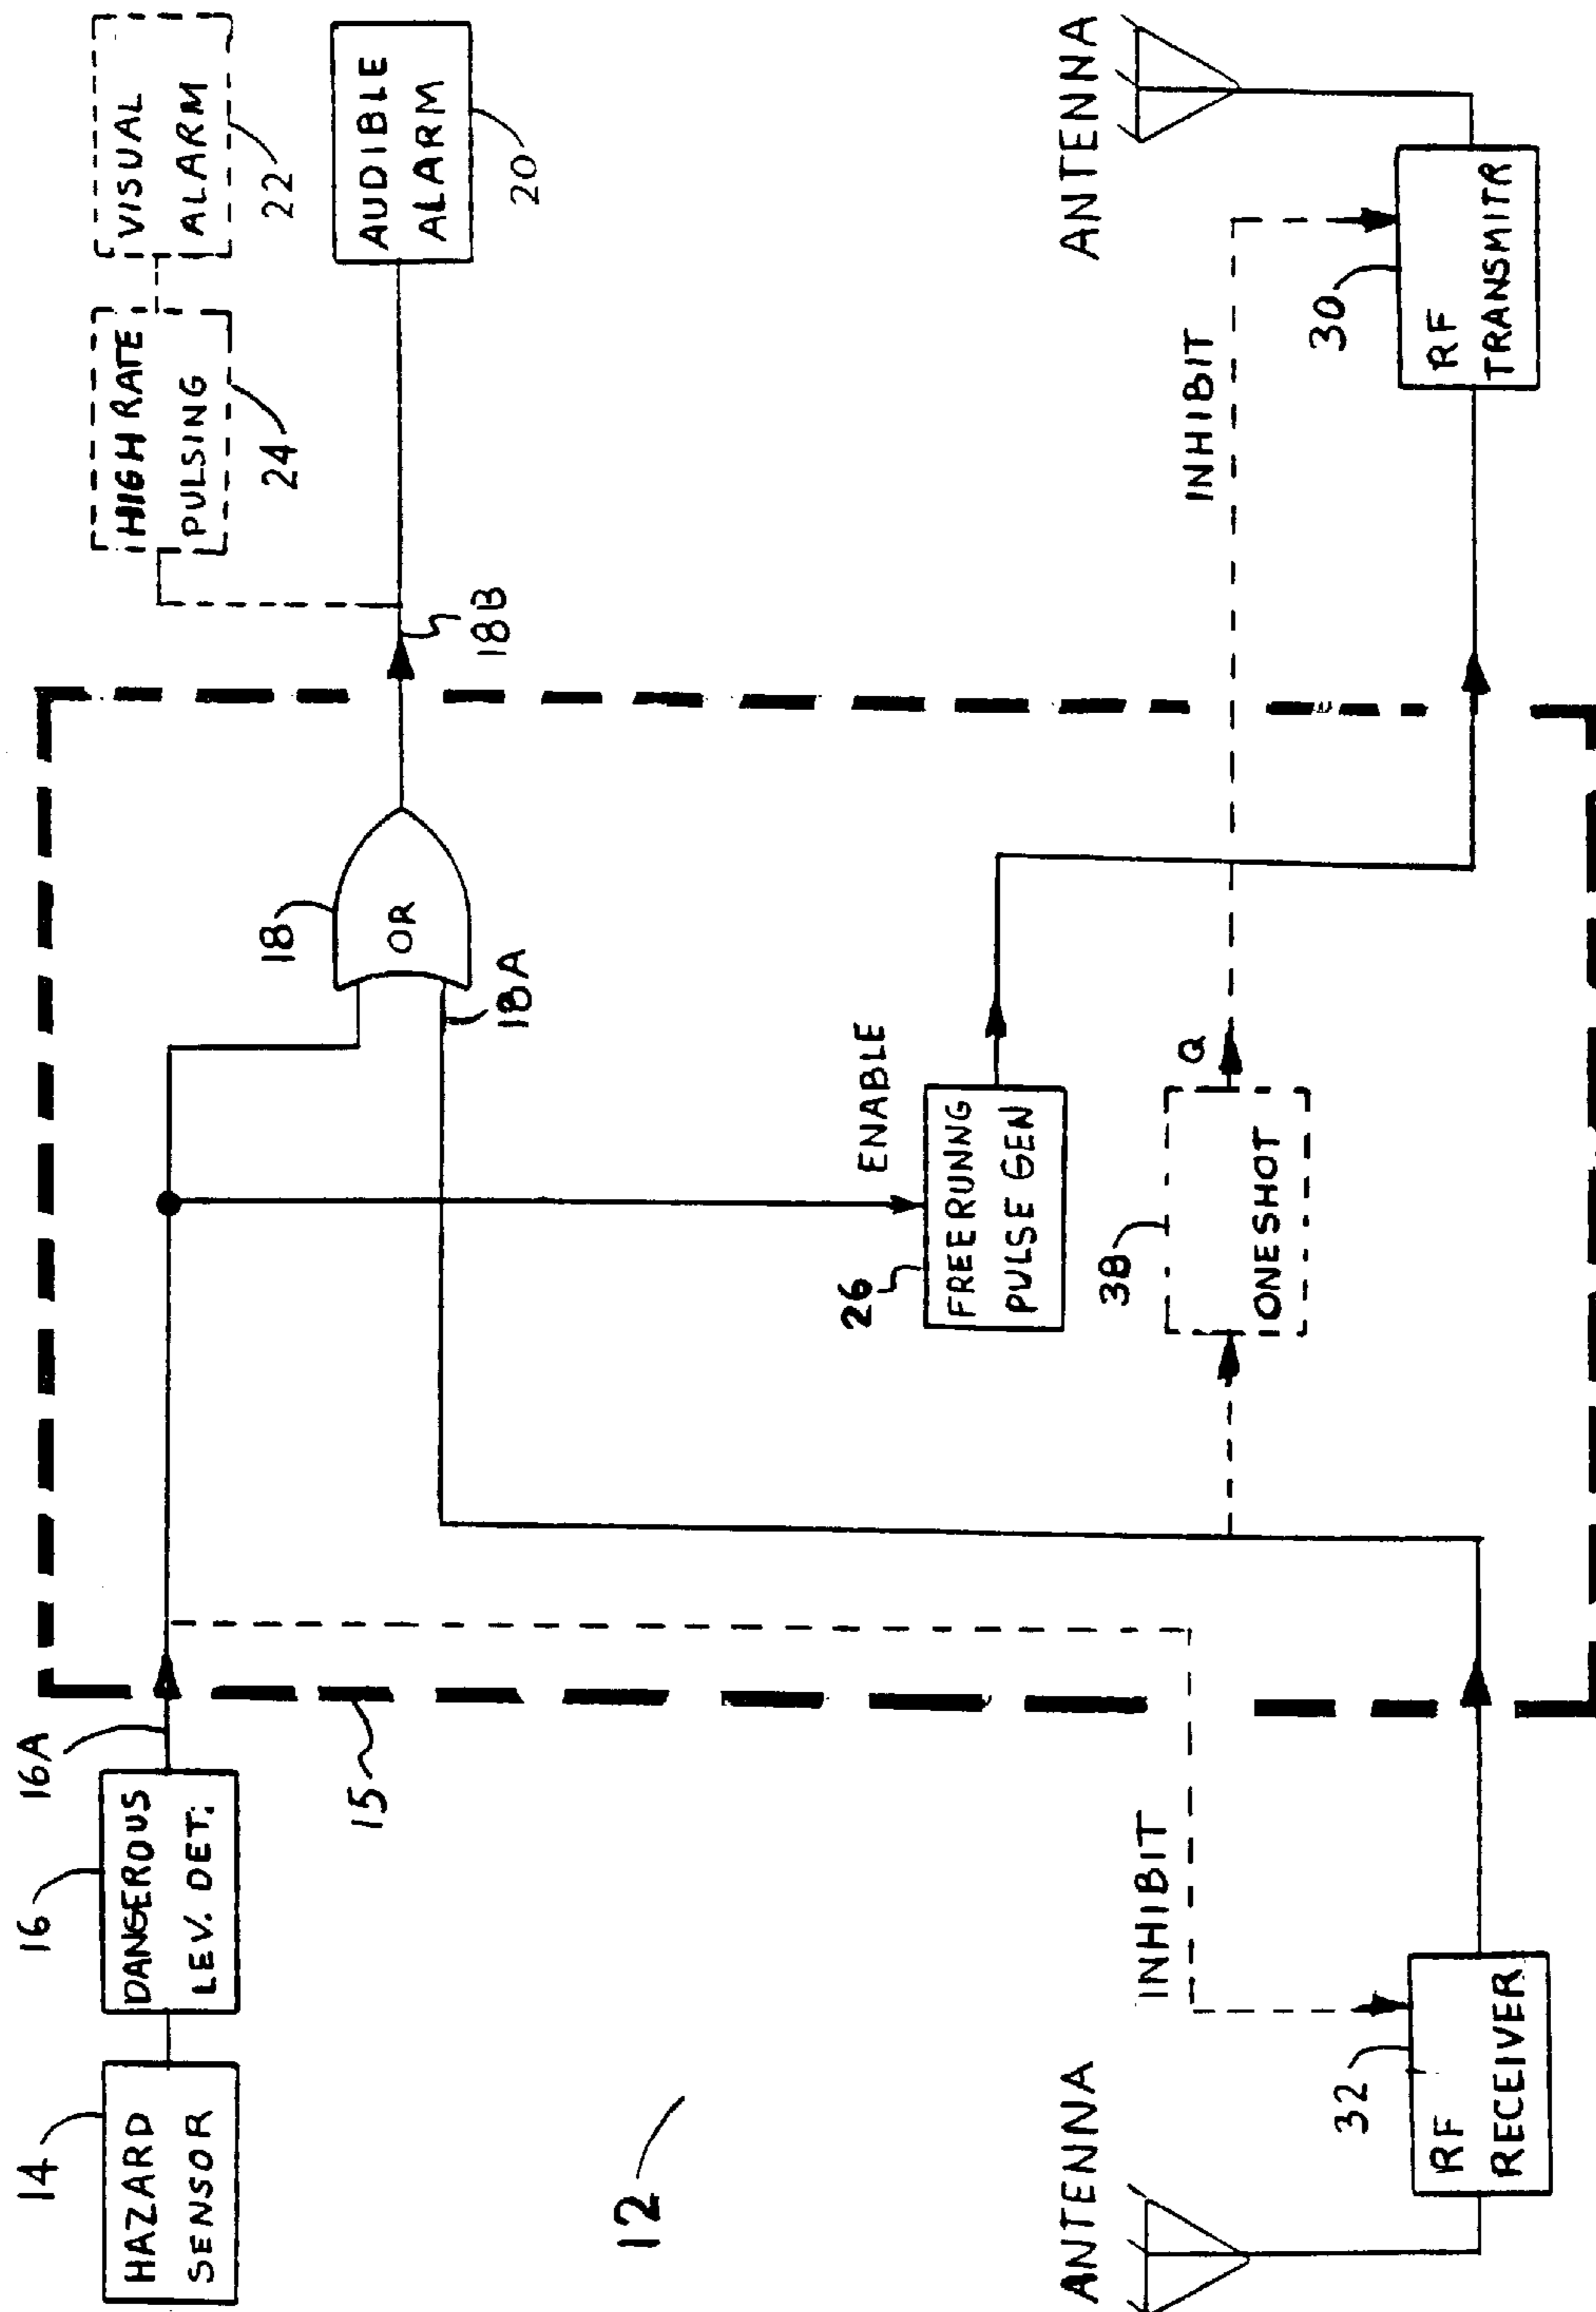 14
HAZARD
SENSOR
16
DANGEROUS
LEV. DET.
16A
15
18
OR
18A
18B
HIGH RATE
PULSING
24
VISUAL
ALARM
22
AUDIBLE
ALARM
20
12
ENABLE
26
FREERUNNG
PULSE GEN
38
ONESHOT
Q
INHIBIT
INHIBIT
ANTENNA
32
RF
RECEIVER
ANTENNA
30
RF
TRANSMITR